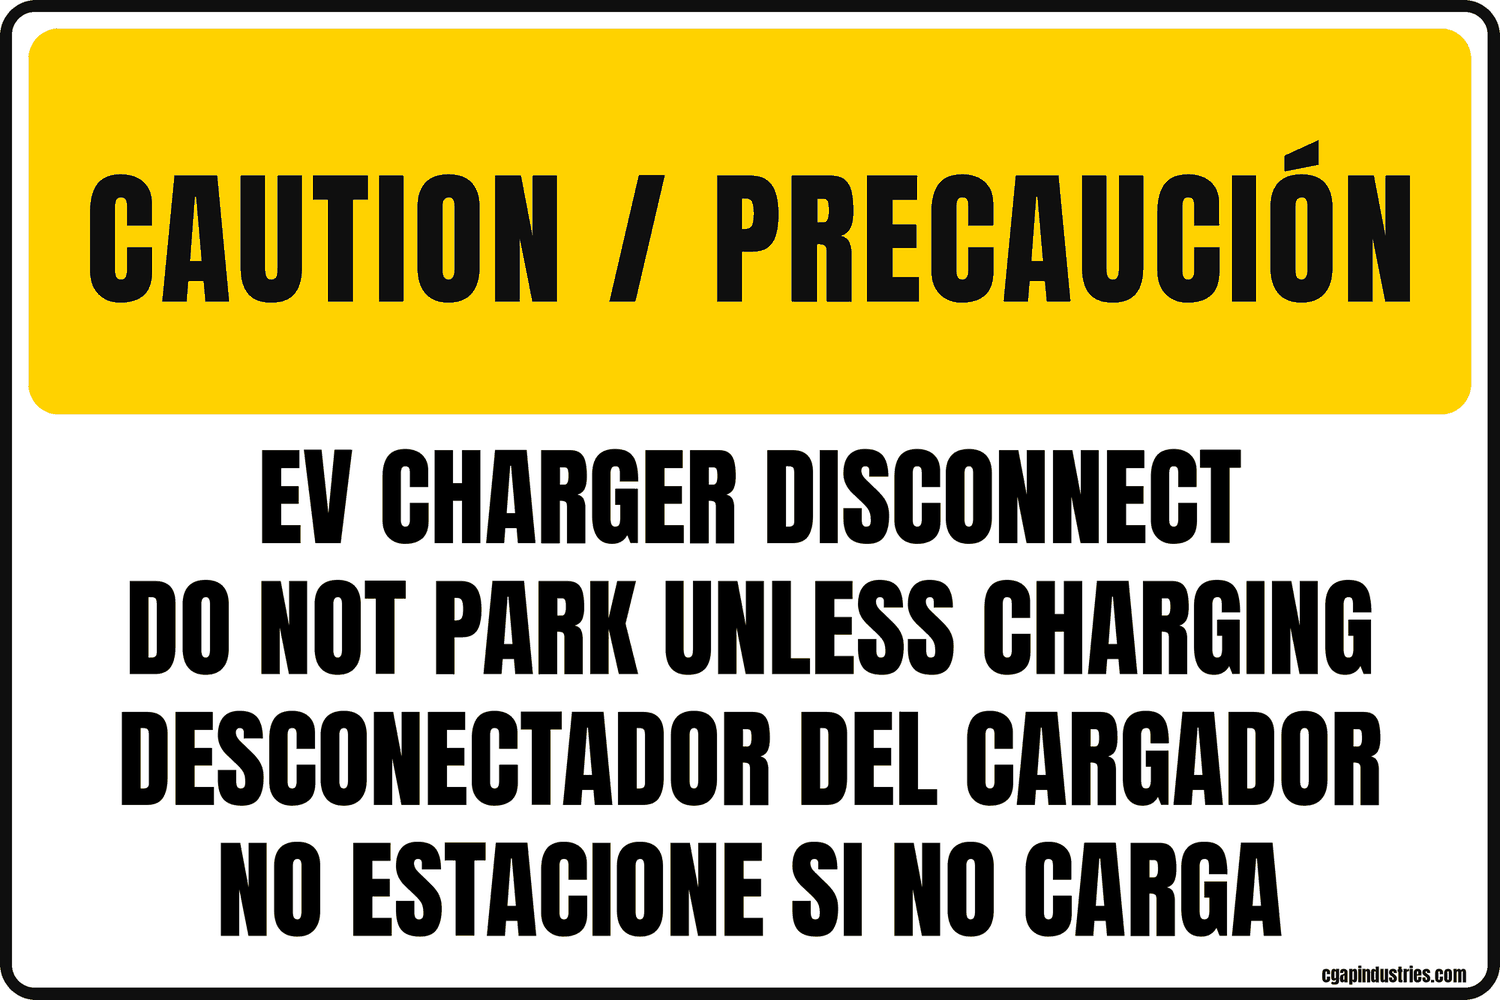 CAUTION / PRECAUCIÓN
EV CHARGER DISCONNECT
DO NOT PARK UNLESS CHARGING
DESCONECTADOR DEL CARGADOR
NO ESTACIONE SI NO CARGA
cgapindustries.com